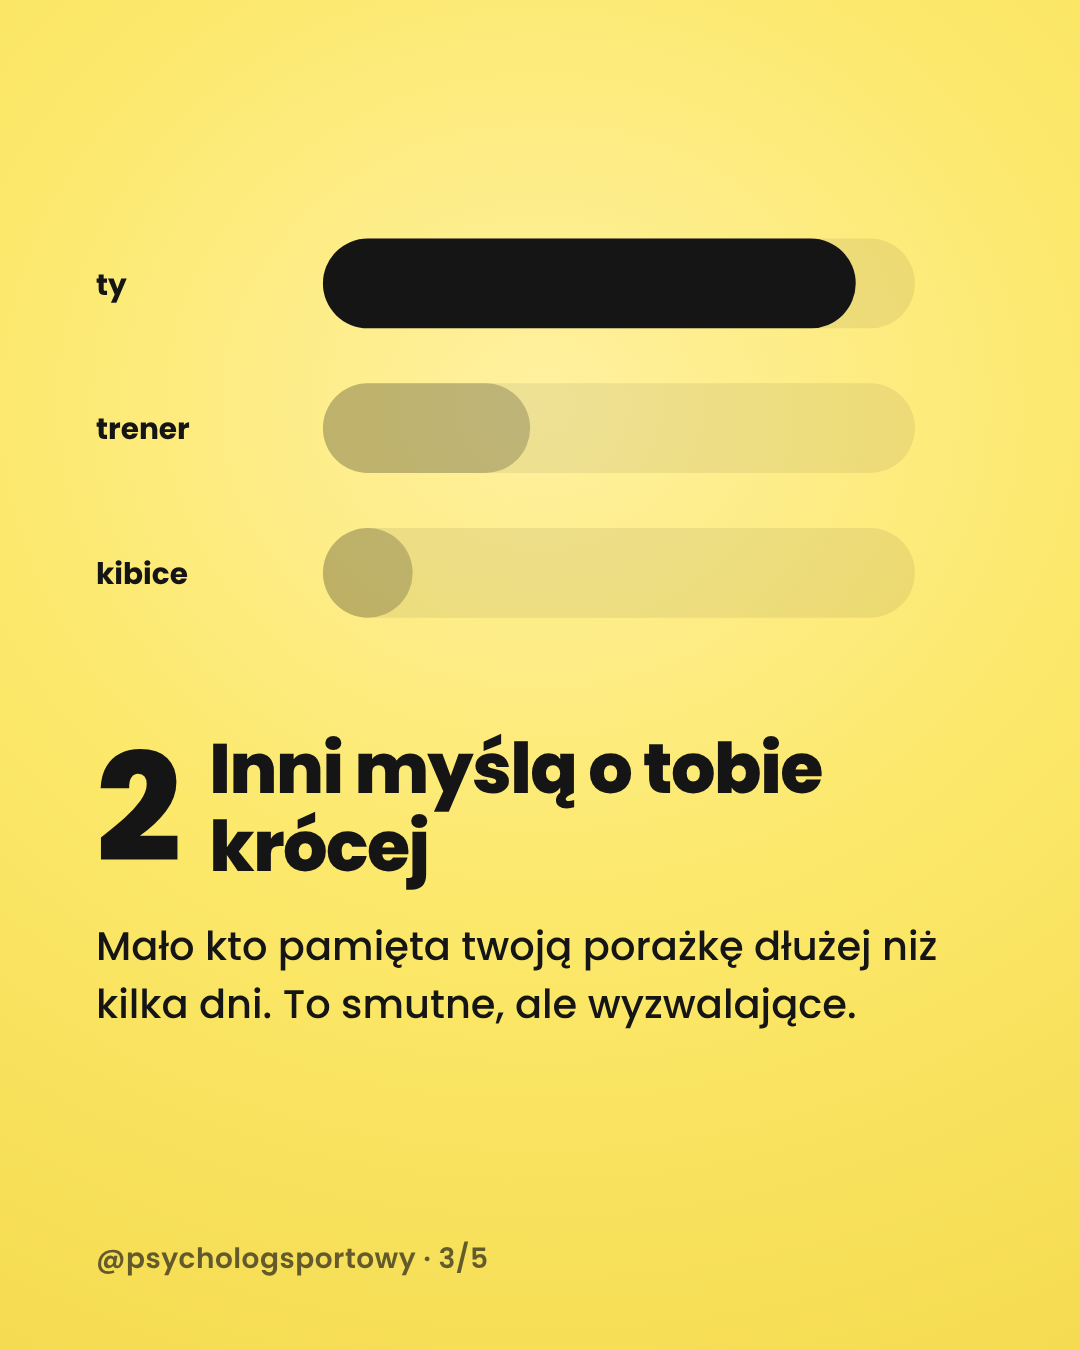 ty
trener
kibice
2 Inni myślą o tobie
krócej
Mało kto pamięta twoją porażkę dłużej niż
kilka dni. To smutne, ale wyzwalające.
@psychologsportowy · 3/5